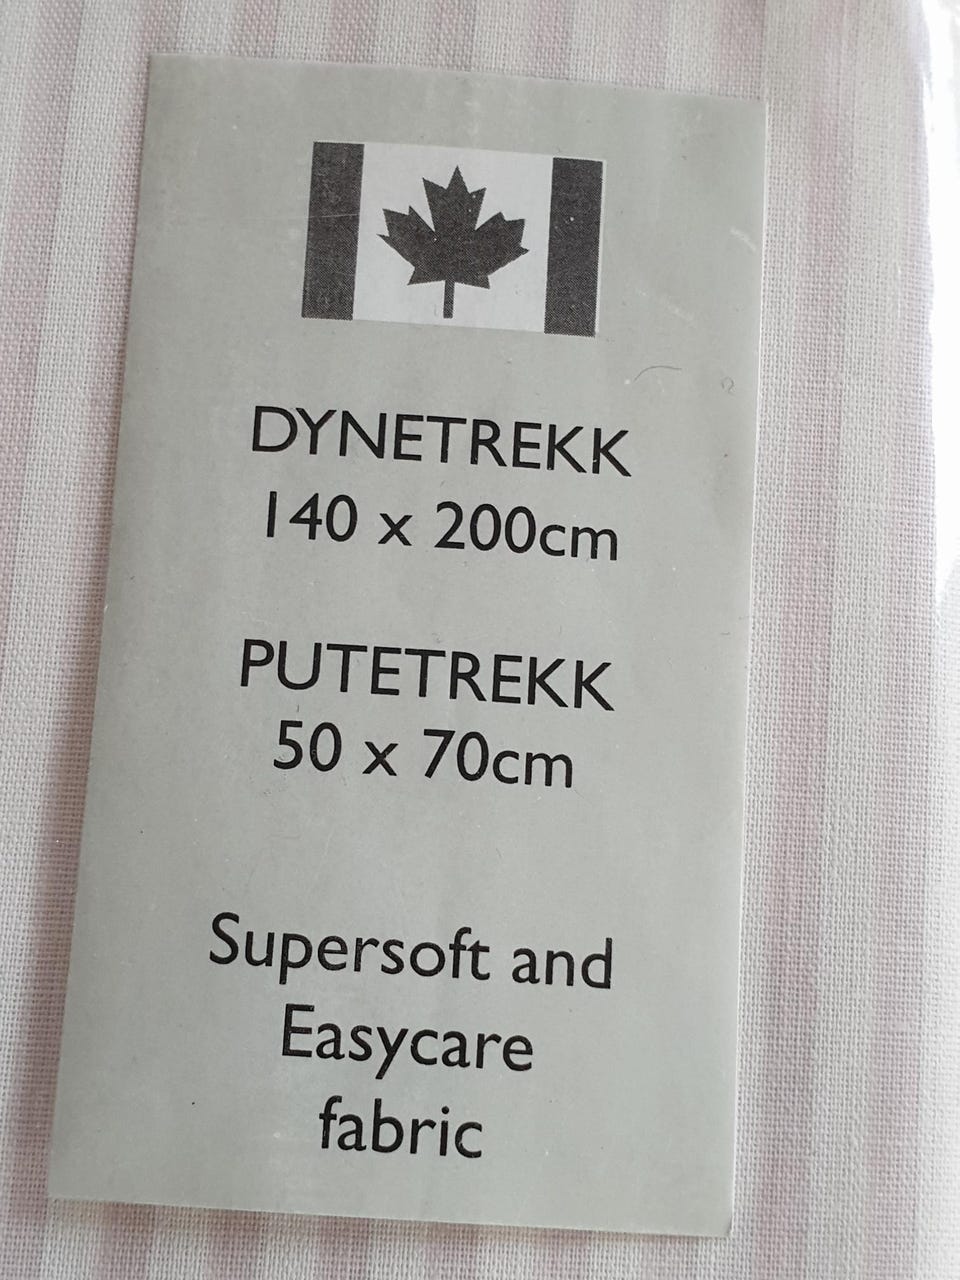 DYNETREKK
140 x 200cm
PUTETREKK
50 x 70cm
Supersoft and
Easycare
fabric